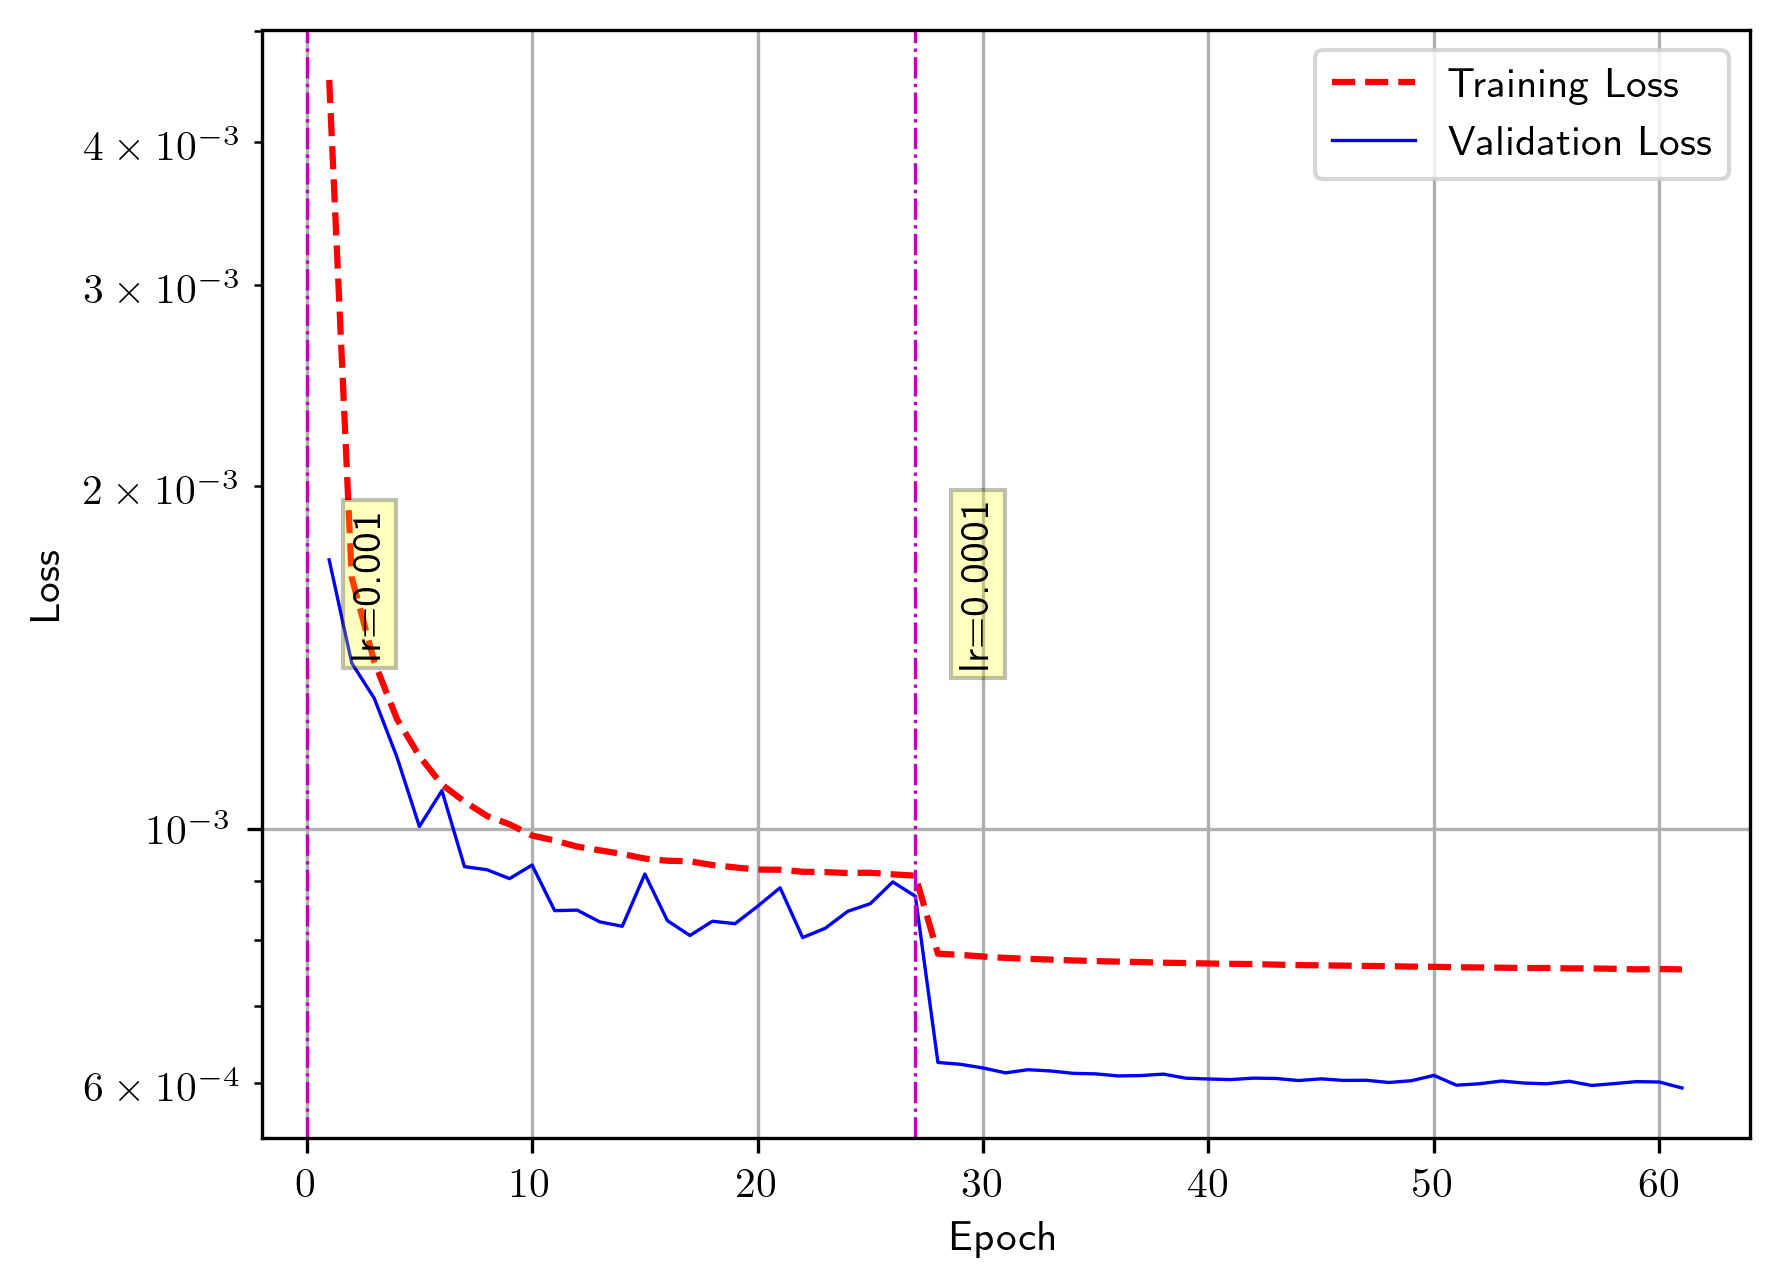 Training Loss
Validation Loss
4 × 10⁻³
3 × 10⁻³
2 × 10⁻³
10⁻³
6 × 10⁻⁴
Loss
lr=0.001
lr=0.0001
0 10 20 30 40 50 60
Epoch